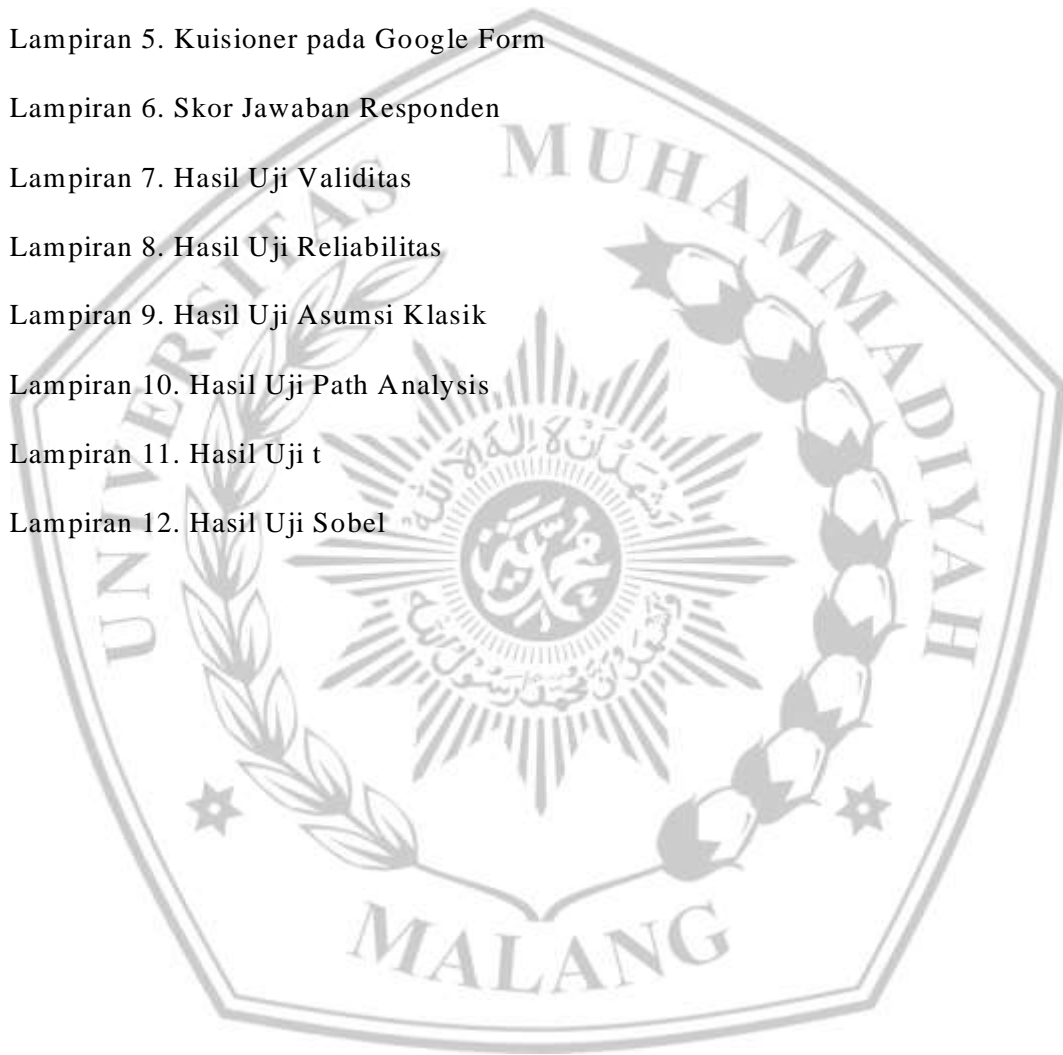 Lampiran 5. Kuisioner pada Google Form
Lampiran 6. Skor Jawaban Responden
Lampiran 7. Hasil Uji Validitas
Lampiran 8. Hasil Uji Reliabilitas
Lampiran 9. Hasil Uji Asumsi Klasik
Lampiran 10. Hasil Uji Path Analysis
Lampiran 11. Hasil Uji t
Lampiran 12. Hasil Uji Sobel
UNIVERSITAS MUHAMMADIYAH
MALANG